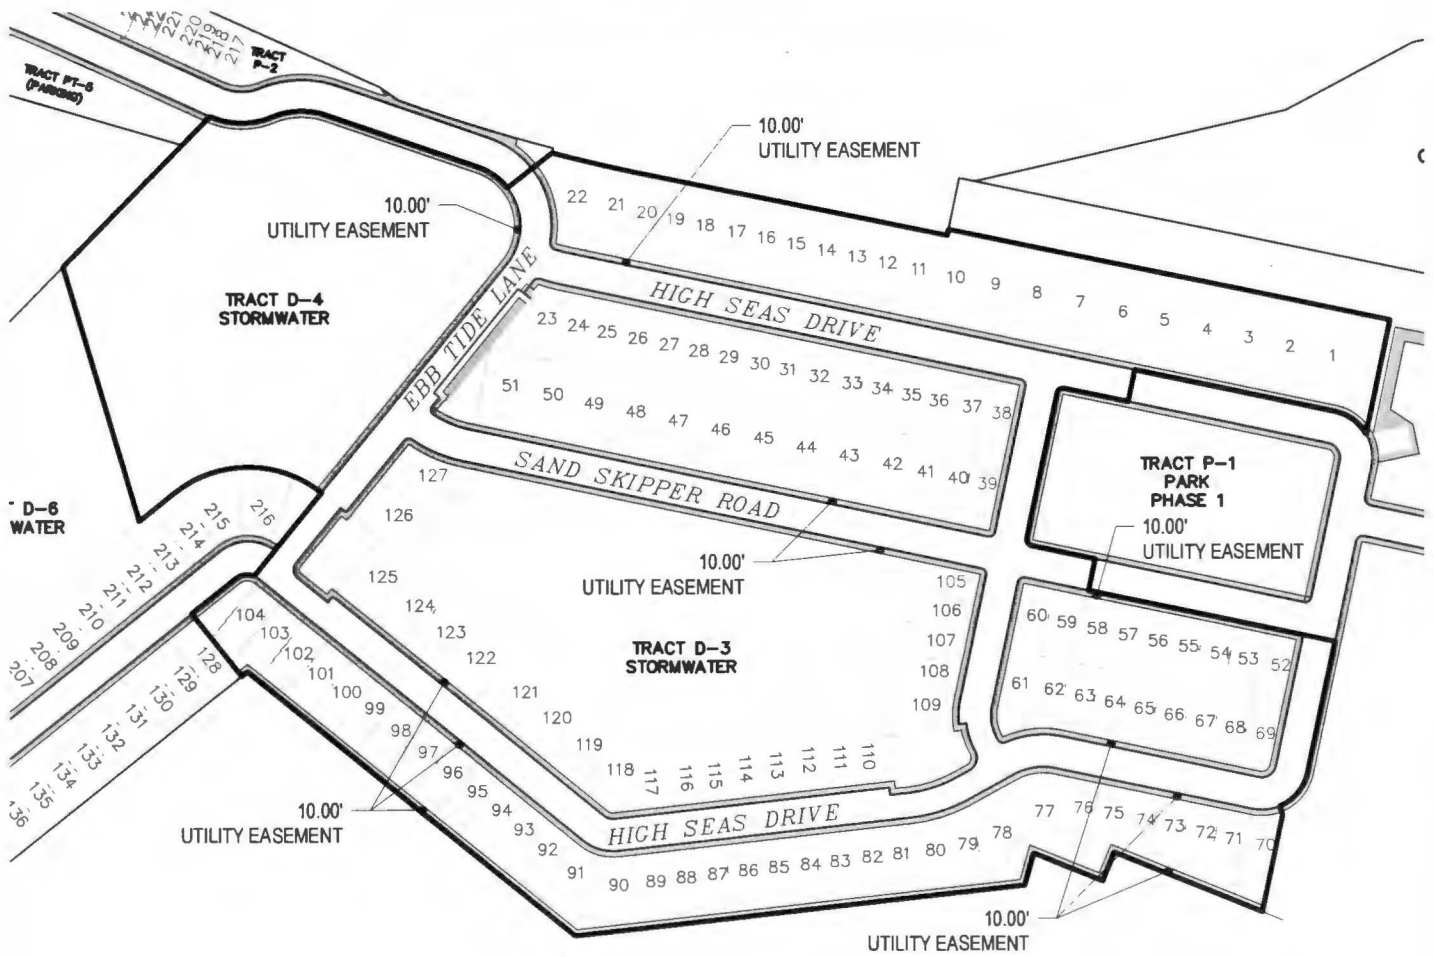 221
220
219
218
217
TRACT
P-2
TRACT PT-6
(PARKING)
10.00'
UTILITY EASEMENT
10.00'
UTILITY EASEMENT
22 21 20 19 18 17 16 15 14 13 12 11 10 9 8 7 6 5 4 3 2 1
TRACT D-4
STORMWATER
EBB TIDE LANE
HIGH SEAS DRIVE
23 24 25 26 27 28 29 30 31 32 33 34 35 36 37 38
51 50 49 48 47 46 45 44 43 42 41 40 39
TRACT P-1
PARK
PHASE 1
10.00'
UTILITY EASEMENT
SAND SKIPPER ROAD
10.00'
UTILITY EASEMENT
D-6
WATER
216
215
214
213
212
211
210
209
208
207
127
126
125
124
123
122
121
120
119
118
117 116 115 114 113 112 111 110
105
106
107
108
109
TRACT D-3
STORMWATER
60 59 58 57 56 55 54 53 52
61 62 63 64 65 66 67 68 69
104
103
102
101
100
99
98
97
96
95
94
93
92
91
90 89 88 87 86 85 84 83 82 81 80 79 78 77 76 75 74 73 72 71 70
128
129
130
131
132
133
134
135
136
10.00'
UTILITY EASEMENT
HIGH SEAS DRIVE
10.00'
UTILITY EASEMENT